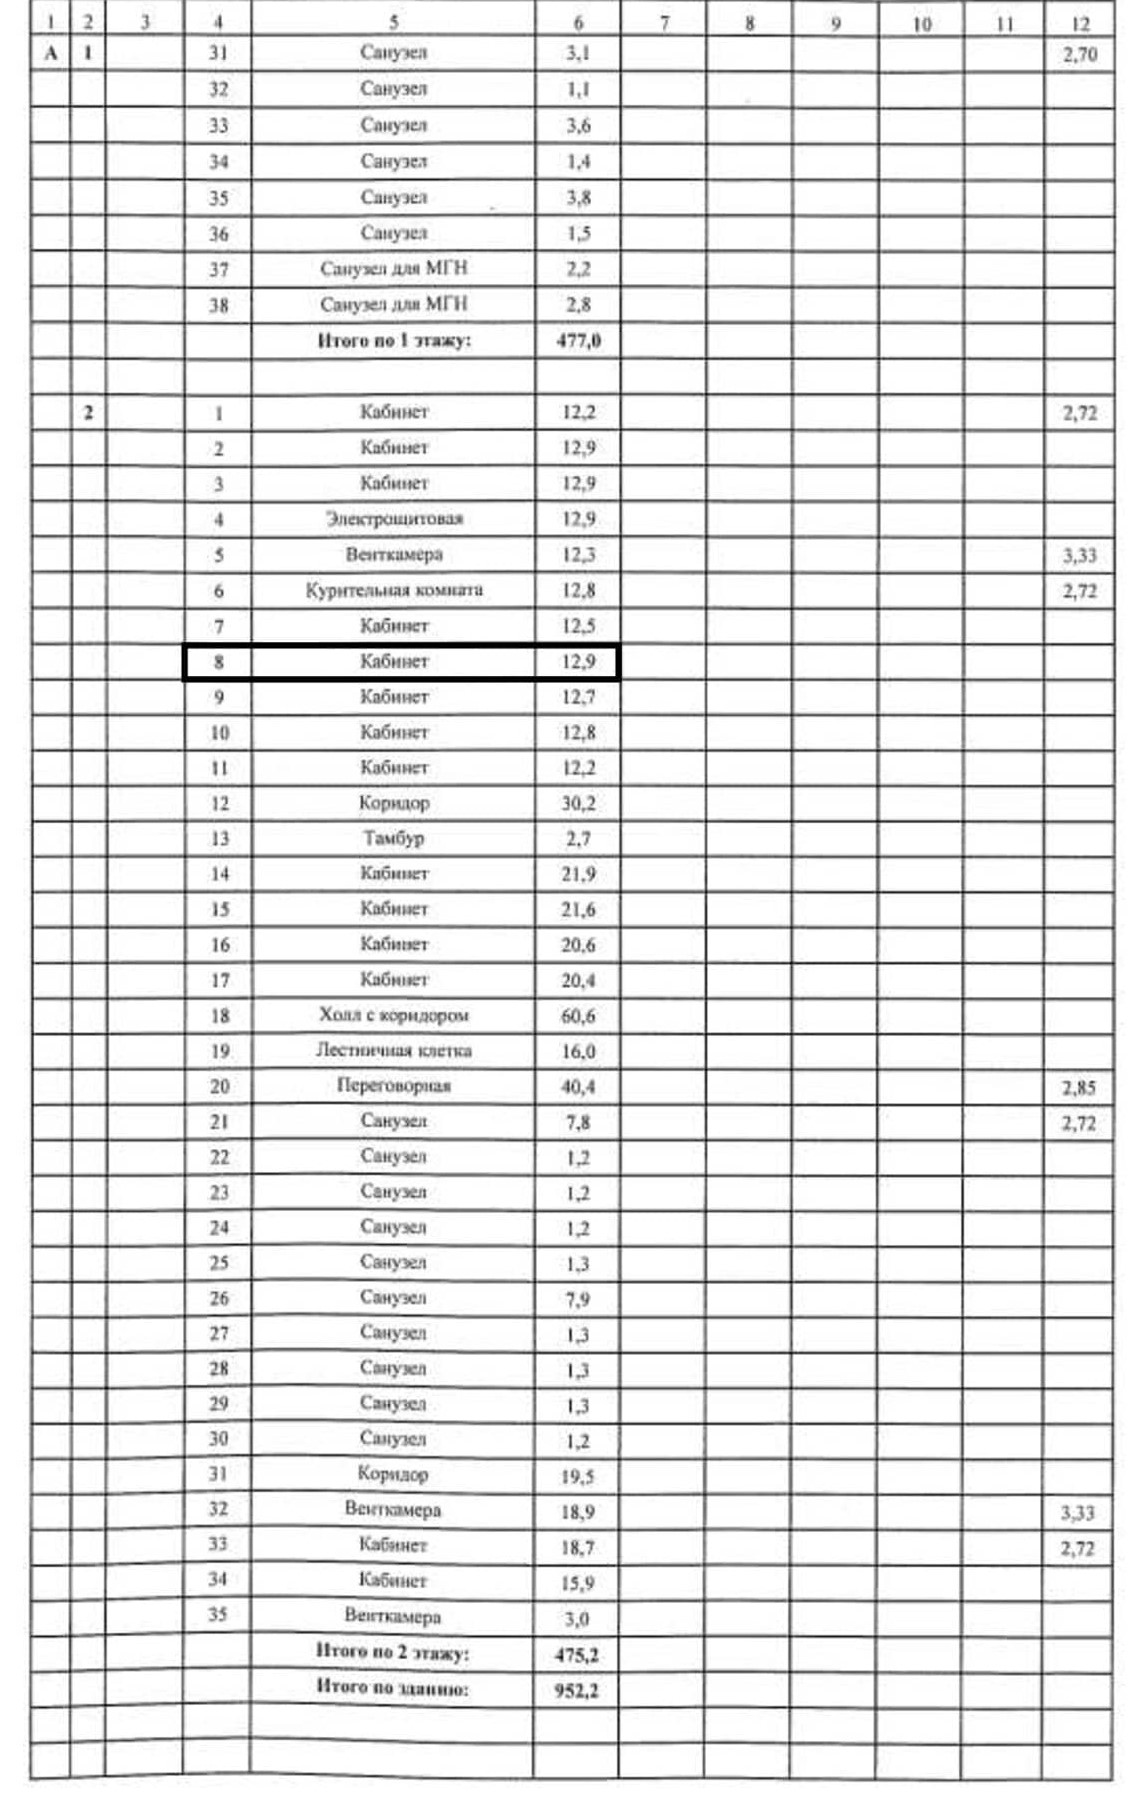 1 2 3 4 5 6 7 8 9 10 11 12
А 1 31 Санузел 3,1 2,70
32 Санузел 1,1
33 Санузел 3,6
34 Санузел 1,4
35 Санузел 3,8
36 Санузел 1,5
37 Санузел для МГН 2,2
38 Санузел для МГН 2,8
Итого по 1 этажу: 477,0
2 1 Кабинет 12,2 2,72
2 Кабинет 12,9
3 Кабинет 12,9
4 Электрощитовая 12,9
5 Венткамера 12,3 3,33
6 Курительная комната 12,8 2,72
7 Кабинет 12,5
8 Кабинет 12,9
9 Кабинет 12,7
10 Кабинет 12,8
11 Кабинет 12,2
12 Коридор 30,2
13 Тамбур 2,7
14 Кабинет 21,9
15 Кабинет 21,6
16 Кабинет 20,6
17 Кабинет 20,4
18 Холл с коридором 60,6
19 Лестничная клетка 16,0
20 Переговорная 40,4 2,85
21 Санузел 7,8 2,72
22 Санузел 1,2
23 Санузел 1,2
24 Санузел 1,2
25 Санузел 1,3
26 Санузел 7,9
27 Санузел 1,3
28 Санузел 1,3
29 Санузел 1,3
30 Санузел 1,2
31 Коридор 19,5
32 Венткамера 18,9 3,33
33 Кабинет 18,7 2,72
34 Кабинет 15,9
35 Венткамера 3,0
Итого по 2 этажу: 475,2
Итого по зданию: 952,2